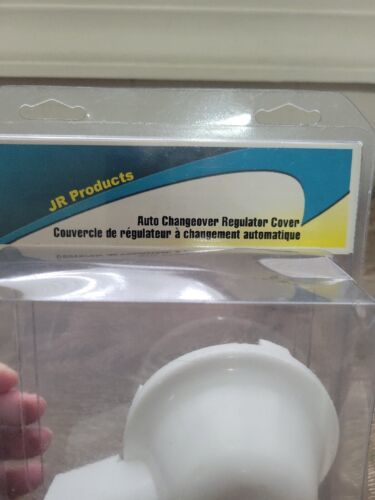 JR Products
Auto Changeover Regulator Cover
Couvercle de régulateur à changement automatique